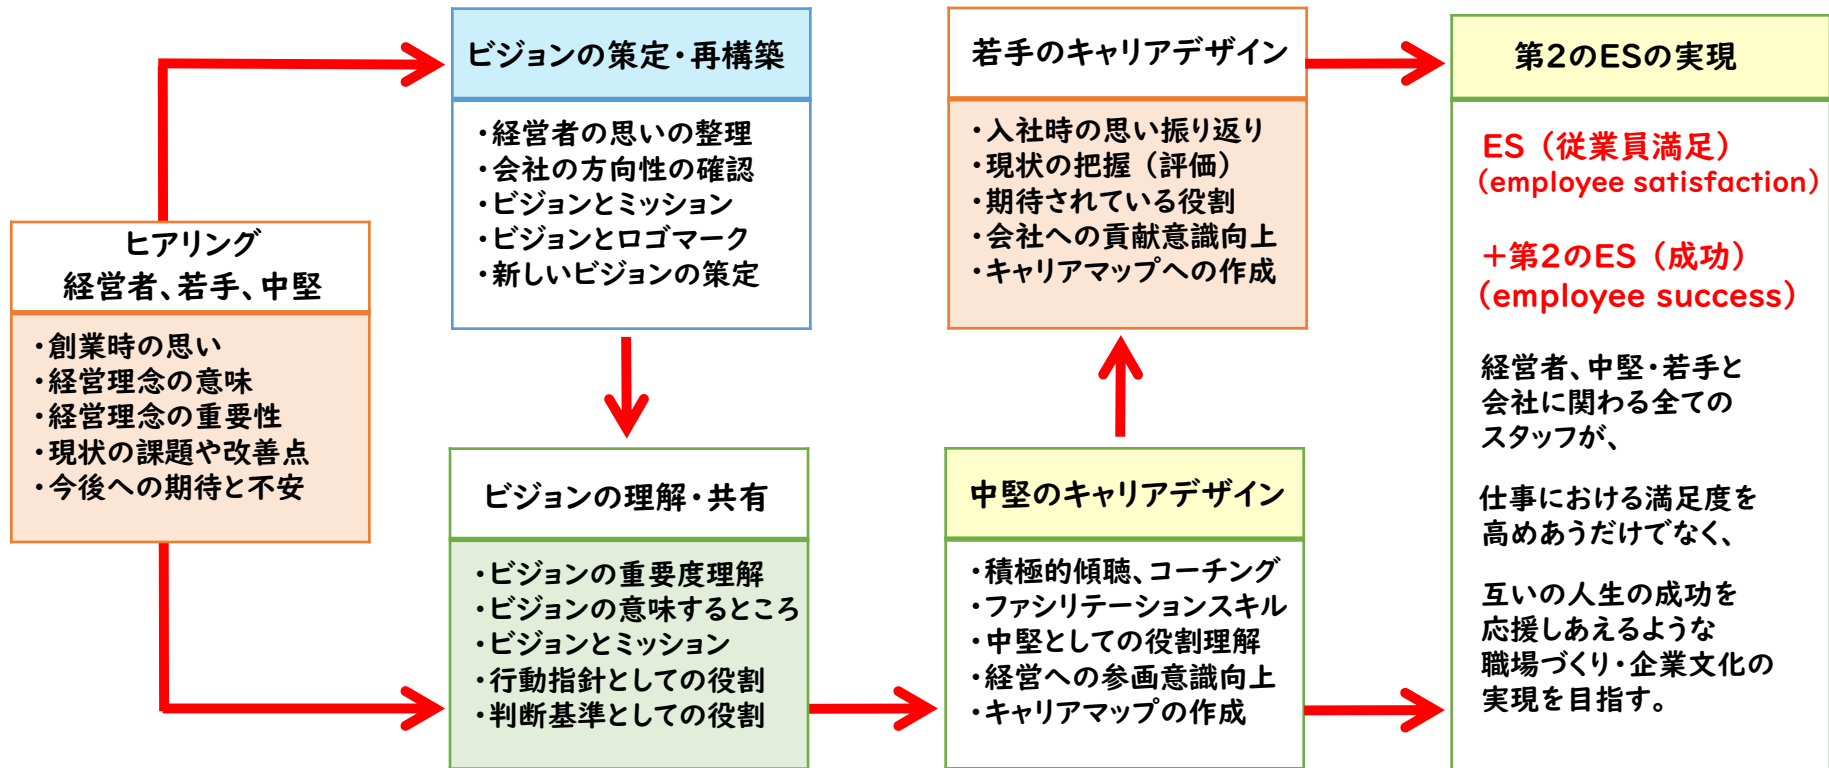 ヒアリング
経営者、若手、中堅
・創業時の思い
・経営理念の意味
・経営理念の重要性
・現状の課題や改善点
・今後への期待と不安
ビジョンの策定・再構築
・経営者の思いの整理
・会社の方向性の確認
・ビジョンとミッション
・ビジョンとロゴマーク
・新しいビジョンの策定
ビジョンの理解・共有
・ビジョンの重要度理解
・ビジョンの意味するところ
・ビジョンとミッション
・行動指針としての役割
・判断基準としての役割
中堅のキャリアデザイン
・積極的傾聴、コーチング
・ファシリテーションスキル
・中堅としての役割理解
・経営への参画意識向上
・キャリアマップの作成
若手のキャリアデザイン
・入社時の思い振り返り
・現状の把握（評価）
・期待されている役割
・会社への貢献意識向上
・キャリアマップへの作成
第2のESの実現
ES（従業員満足）
（employee satisfaction）
＋第2のES（成功）
（employee success）
経営者、中堅・若手と
会社に関わる全ての
スタッフが、
仕事における満足度を
高めあうだけでなく、
互いの人生の成功を
応援しあえるような
職場づくり・企業文化の
実現を目指す。